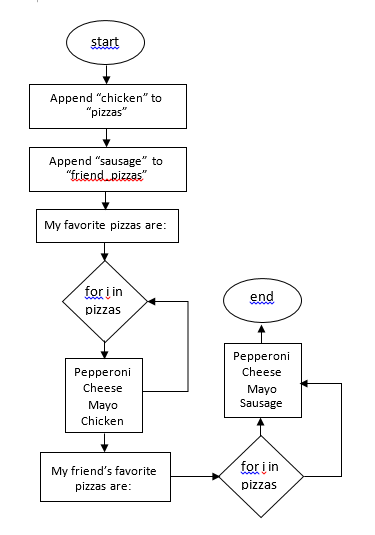 start
Append “chicken” to
“pizzas”
Append “sausage” to
“friend_pizzas”
My favorite pizzas are:
for i in
pizzas
Pepperoni
Cheese
Mayo
Chicken
My friend’s favorite
pizzas are:
for i in
pizzas
Pepperoni
Cheese
Mayo
Sausage
end